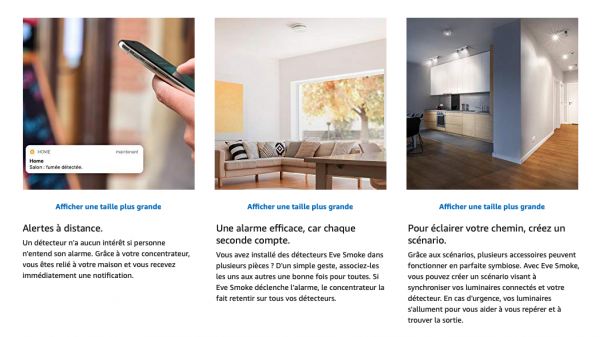 HOME
maintenant
Home
Salon : fumée détectée.
Afficher une taille plus grande
Alertes à distance.
Un détecteur n'a aucun intérêt si personne
n'entend son alarme. Grâce à votre concentrateur,
vous êtes relié à votre maison et vous recevez
immédiatement une notification.
Afficher une taille plus grande
Une alarme efficace, car chaque
seconde compte.
Vous avez installé des détecteurs Eve Smoke dans
plusieurs pièces ? D'un simple geste, associez-les
les uns aux autres une bonne fois pour toutes. Si
Eve Smoke déclenche l'alarme, le concentrateur la
fait retentir sur tous vos détecteurs.
Afficher une taille plus grande
Pour éclairer votre chemin, créez un
scénario.
Grâce aux scénarios, plusieurs accessoires peuvent
fonctionner en parfaite symbiose. Avec Eve Smoke,
vous pouvez créer un scénario visant à
synchroniser vos luminaires connectés et votre
détecteur. En cas d'urgence, vos luminaires
s'allument pour vous aider à vous repérer et à
trouver la sortie.